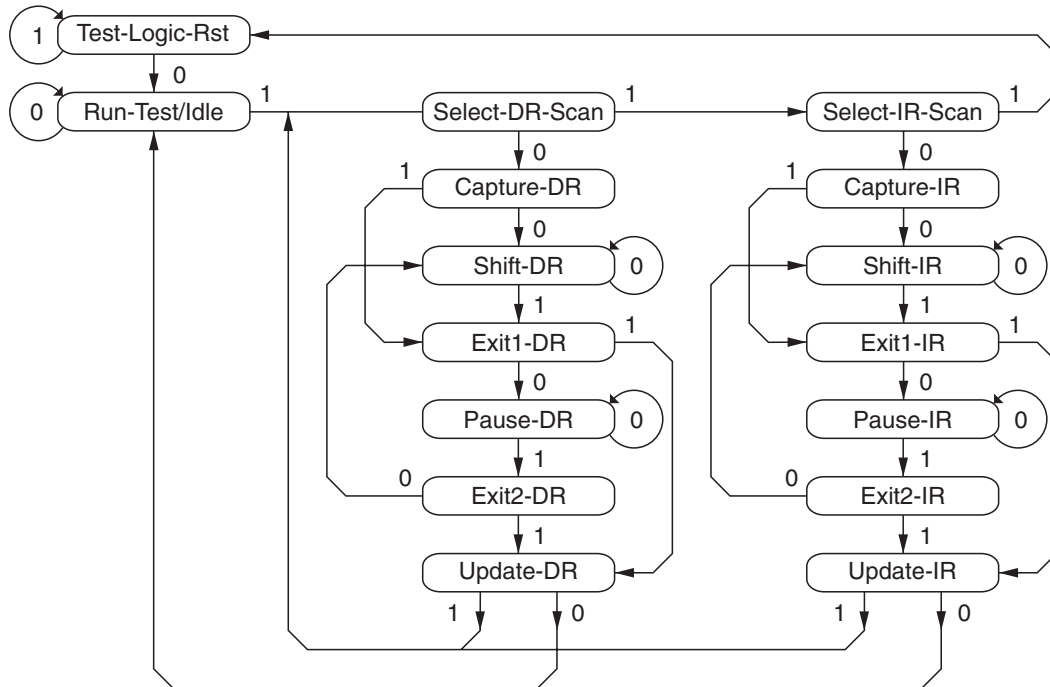 1 Test-Logic-Rst
0
0 Run-Test/Idle 1 Select-DR-Scan 1 Select-IR-Scan 1
0 0
1 Capture-DR 1 Capture-IR
0 0
Shift-DR 0 Shift-IR 0
1 1
Exit1-DR 1 Exit1-IR 1
0 0
Pause-DR 0 Pause-IR 0
1 1
0 Exit2-DR 0 Exit2-IR
1 1
Update-DR Update-IR
1 0 1 0